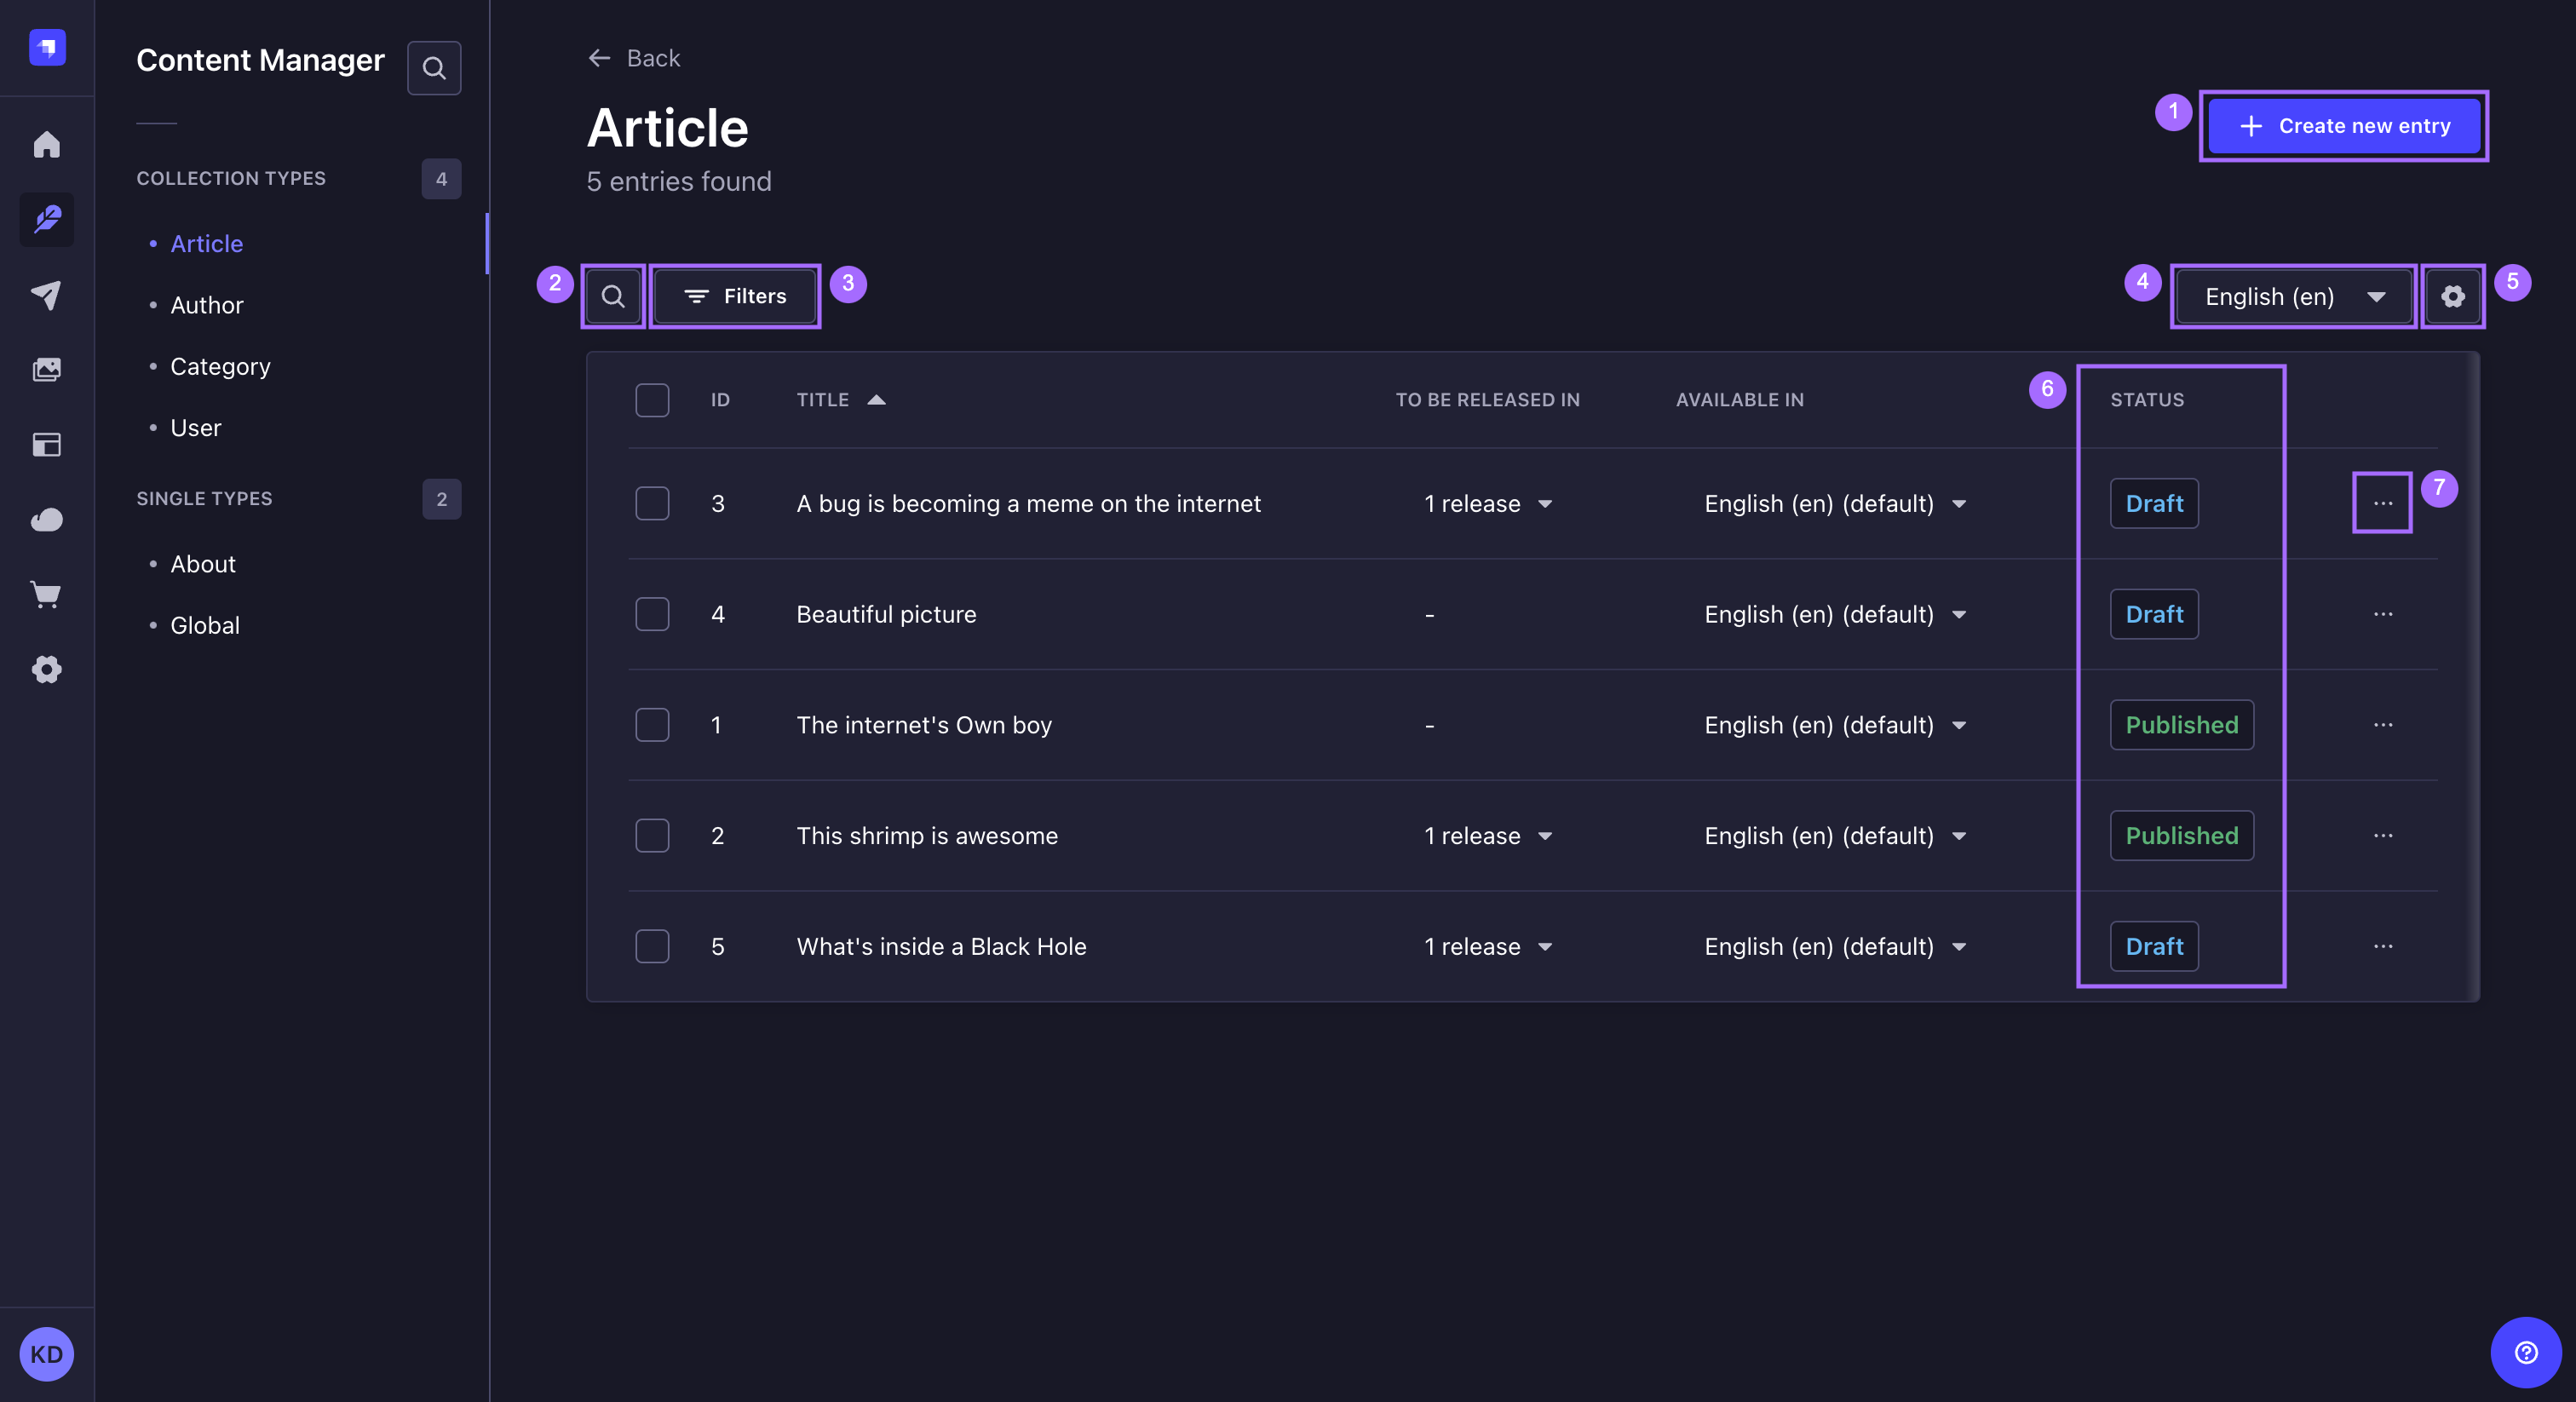 Content Manager
COLLECTION TYPES
4
Article
Author
Category
User
SINGLE TYPES
2
About
Global
KD
Back
Article
5 entries found
1
Create new entry
2
Filters
3
4
English (en)
5
ID TITLE TO BE RELEASED IN AVAILABLE IN 6 STATUS
3 A bug is becoming a meme on the internet 1 release English (en) (default) Draft ... 7
4 Beautiful picture - English (en) (default) Draft ...
1 The internet's Own boy - English (en) (default) Published ...
2 This shrimp is awesome 1 release English (en) (default) Published ...
5 What's inside a Black Hole 1 release English (en) (default) Draft ...